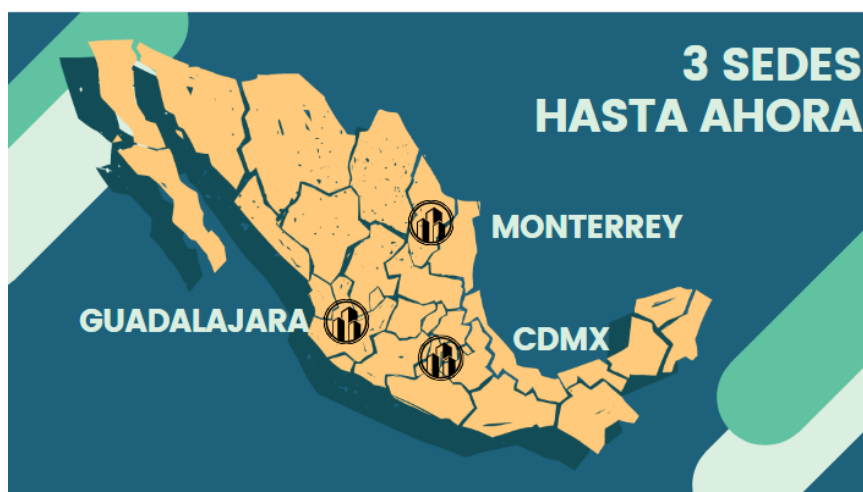 3 SEDES
HASTA AHORA
MONTERREY
GUADALAJARA
CDMX